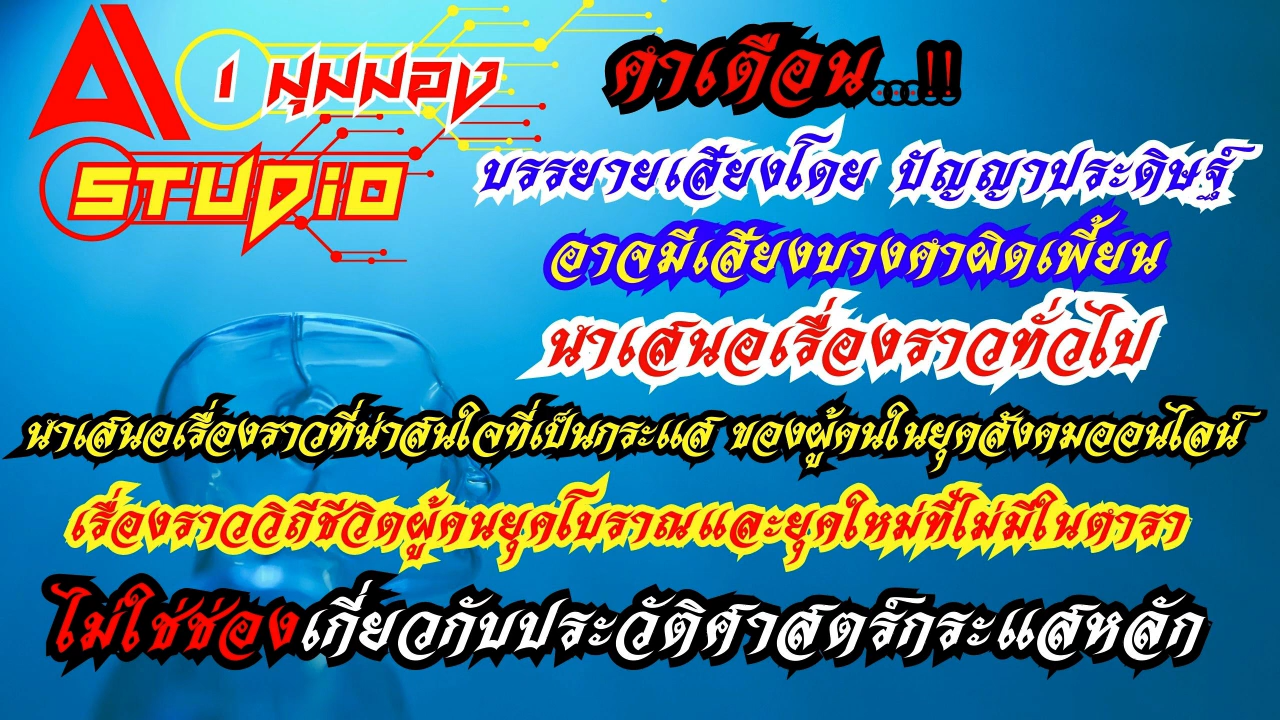 AI 1 มุมมอง
STUDiO
คำเตือน...!!
บรรยายเสียงโดย ปัญญาประดิษฐ์
อาจมีเสียงบางคำผิดเพี้ยน
นำเสนอเรื่องราวทั่วไป
นำเสนอเรื่องราวที่น่าสนใจที่เป็นกระแส ของผู้คนในยุคสังคมออนไลน์
เรื่องราววิถีชีวิตผู้คนยุคโบราณและยุคใหม่ที่ไม่มีในตำรา
ไม่ใช่ช่องเกี่ยวกับประวัติศาสตร์กระแสหลัก